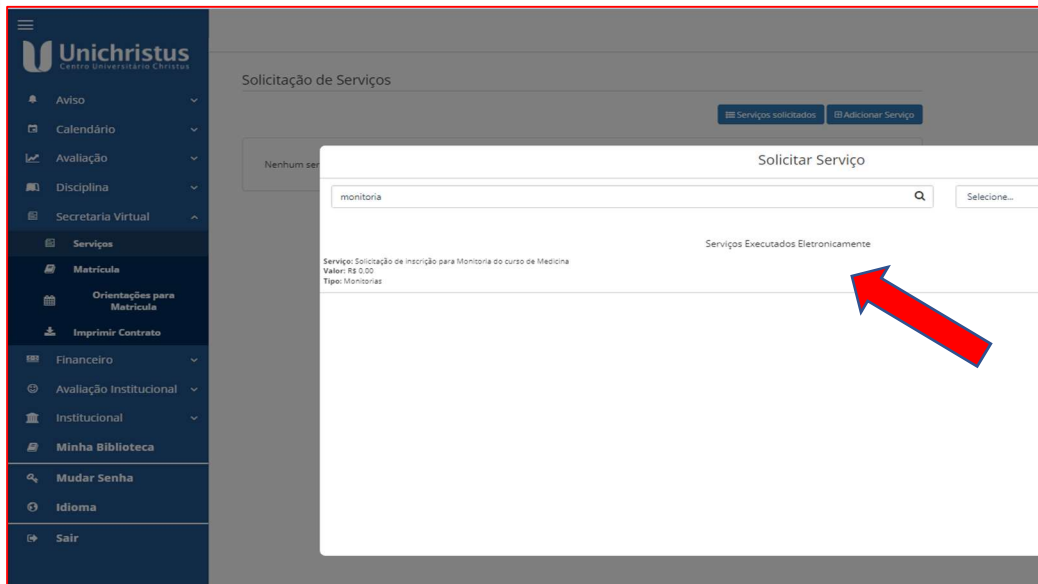 Unichristus
Centro Universitário Christus
Aviso
Calendário
Avaliação
Disciplina
Secretaria Virtual
Serviços
Matrícula
Orientações para
Matricula
Imprimir Contrato
Financeiro
Avaliação Institucional
Institucional
Minha Biblioteca
Mudar Senha
Idioma
Sair
Solicitação de Serviços
Serviços solicitados
Adicionar Serviço
Nenhum ser
Solicitar Serviço
monitoria
Selecione...
Serviços Executados Eletronicamente
Serviço: Solicitação de inscrição para Monitoria do curso de Medicina
Valor: R$ 0,00
Tipo: Monitorias